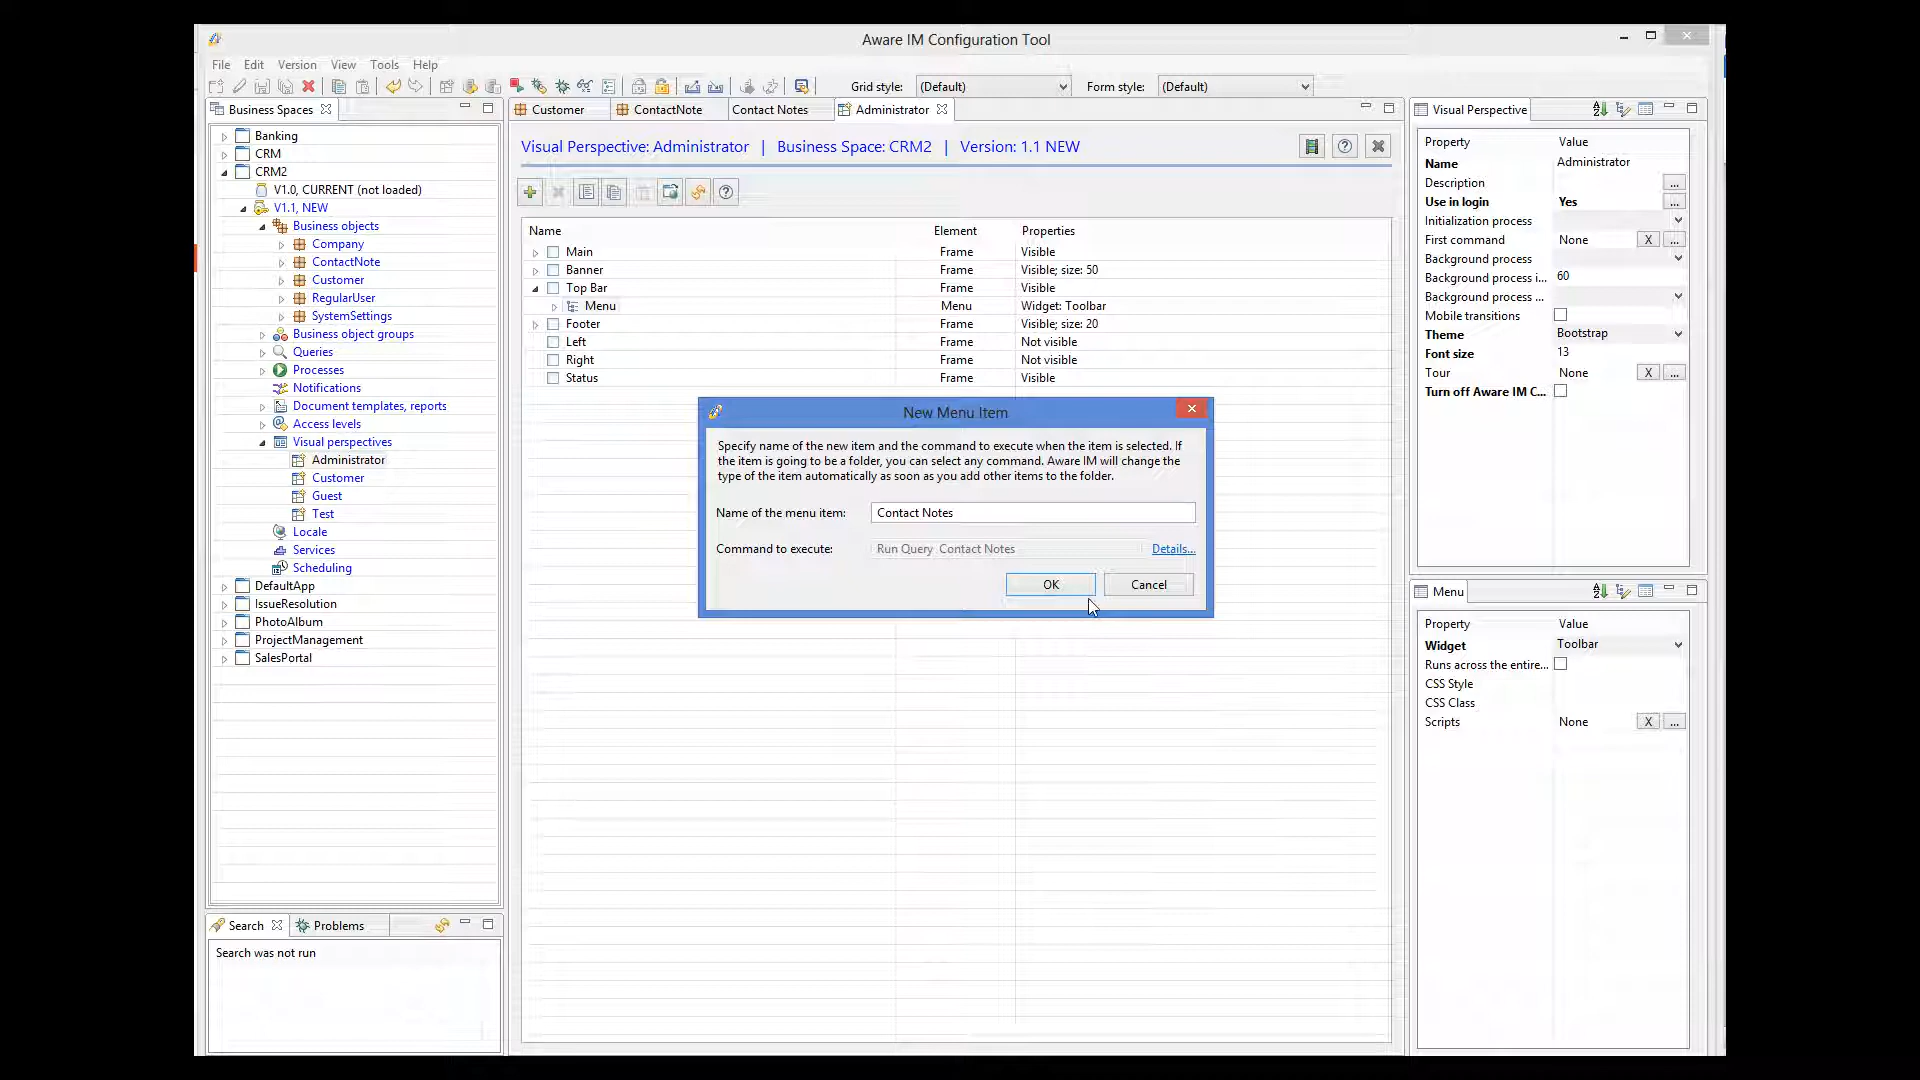 Aware IM Configuration Tool
File Edit Version View Tools Help
Grid style: (Default) Form style: (Default)
Business Spaces
Banking
CRM
CRM2
V1.0, CURRENT (not loaded)
V1.1, NEW
Business objects
Company
ContactNote
Customer
RegularUser
SystemSettings
Business object groups
Queries
Processes
Notifications
Document templates, reports
Access levels
Visual perspectives
Administrator
Customer
Guest
Test
Locale
Services
Scheduling
DefaultApp
IssueResolution
PhotoAlbum
ProjectManagement
SalesPortal
Search Problems
Search was not run
Customer ContactNote Contact Notes Administrator
Visual Perspective: Administrator | Business Space: CRM2 | Version: 1.1 NEW
Name Element Properties
Main Frame Visible
Banner Frame Visible; size: 50
Top Bar Frame Visible
Menu Menu Widget: Toolbar
Footer Frame Visible; size: 20
Left Frame Not visible
Right Frame Not visible
Status Frame Visible
New Menu Item
Specify name of the new item and the command to execute when the item is selected. If
the item is going to be a folder, you can select any command. Aware IM will change the
type of the item automatically as soon as you add other items to the folder.
Name of the menu item: Contact Notes
Command to execute: Run Query Contact Notes Details...
OK Cancel
Visual Perspective
Property Value
Name Administrator
Description ...
Use in login Yes ...
Initialization process
First command None X ...
Background process
Background process i... 60
Background process ...
Mobile transitions
Theme Bootstrap
Font size 13
Tour None X ...
Turn off Aware IM C...
Menu
Property Value
Widget Toolbar
Runs across the entire...
CSS Style
CSS Class
Scripts None X ...